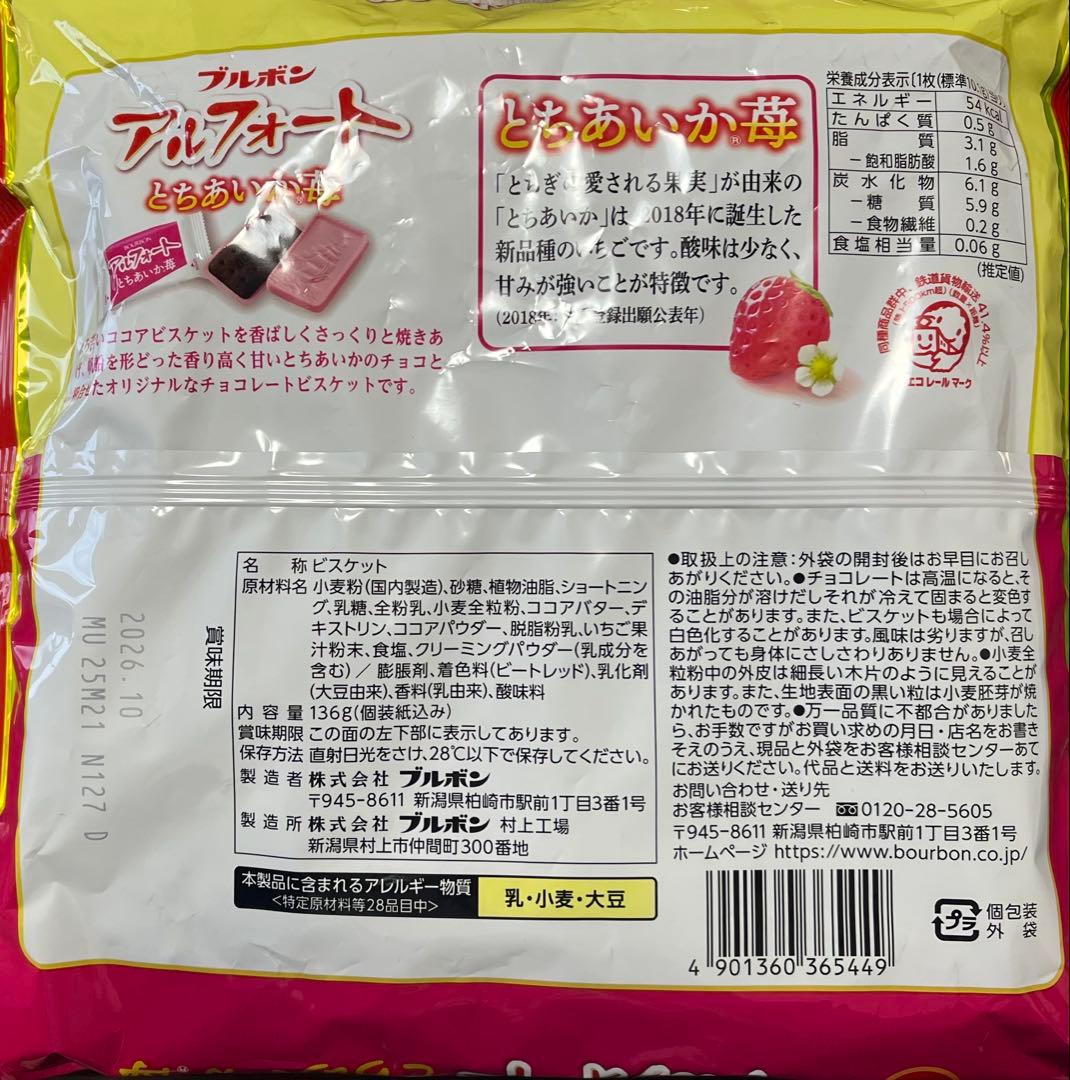 ブルボン
アルフォート
とちあいか苺
BOURBON
アルフォート
とちあいか苺
ココアビスケットを香ばしくさっくりと焼きあ
を形どった香り高く甘いとちあいかのチョコと
たオリジナルなチョコレートビスケットです。
とちあいか苺®
「とちぎ 愛される果実」が由来の
「とちあいか」は、2018年に誕生した
新品種のいちごです。酸味は少なく、
甘みが強いことが特徴です。
(2018年: 登録出願公表年)
栄養成分表示〔1枚(標準10.
エネルギー 54 kcal
たんぱく質 0.5 g
脂質 3.1 g
－飽和脂肪酸 1.6 g
炭水化物 6.1 g
－糖質 5.9 g
－食物繊維 0.2 g
食塩相当量 0.06 g
(推定値)
同種商品群中、鉄道貨物輸送41.4%以上
エコレールマーク
賞味期限
2026.10
MU 25M21 N127 D
名称 ビスケット
原材料名 小麦粉(国内製造)、砂糖、植物油脂、ショートニン
グ、乳糖、全粉乳、小麦全粒粉、ココアバター、デ
キストリン、ココアパウダー、脱脂粉乳、いちご果
汁粉末、食塩、クリーミングパウダー(乳成分を
含む) / 膨脹剤、着色料(ビートレッド)、乳化剤
(大豆由来)、香料(乳由来)、酸味料
内容量 136g(個装紙込み)
賞味期限 この面の左下部に表示してあります。
保存方法 直射日光をさけ、28℃以下で保存してください。
製造者 株式会社 ブルボン
〒945-8611 新潟県柏崎市駅前1丁目3番1号
製造所 株式会社 ブルボン 村上工場
新潟県村上市仲間町300番地
本製品に含まれるアレルギー物質
<特定原材料等28品目中>
乳・小麦・大豆
●取扱上の注意:外袋の開封後はお早目にお召し
あがりください。●チョコレートは高温になると、そ
の油脂分が溶けだしそれが冷えて固まると変色す
ることがあります。また、ビスケットも場合によって
白色化することがあります。風味は劣りますが、召し
あがっても身体にさしさわりありません。●小麦全
粒粉中の外皮は細長い木片のように見えることが
あります。また、生地表面の黒い粒は小麦胚芽が焼
かれたものです。●万一品質に不都合がありました
ら、お手数ですがお買い求めの月日・店名をお書き
そえのうえ、現品と外袋をお客様相談センターあて
にお送りください。代品と送料をお送りいたします。
お問い合わせ・送り先
お客様相談センター 0120-28-5605
〒945-8611 新潟県柏崎市駅前1丁目3番1号
ホームページ https://www.bourbon.co.jp/
4 901360 365449
プラ
個包装
外袋